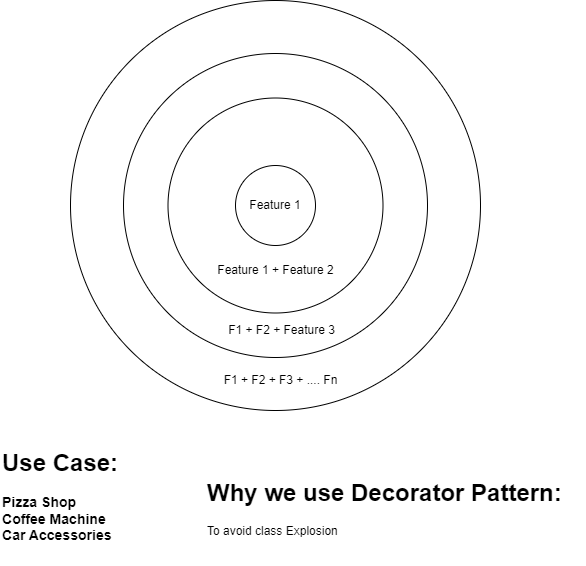 Feature 1
Feature 1 + Feature 2
F1 + F2 + Feature 3
F1 + F2 + F3 + .... Fn
Use Case:
Pizza Shop
Coffee Machine
Car Accessories
Why we use Decorator Pattern:
To avoid class Explosion